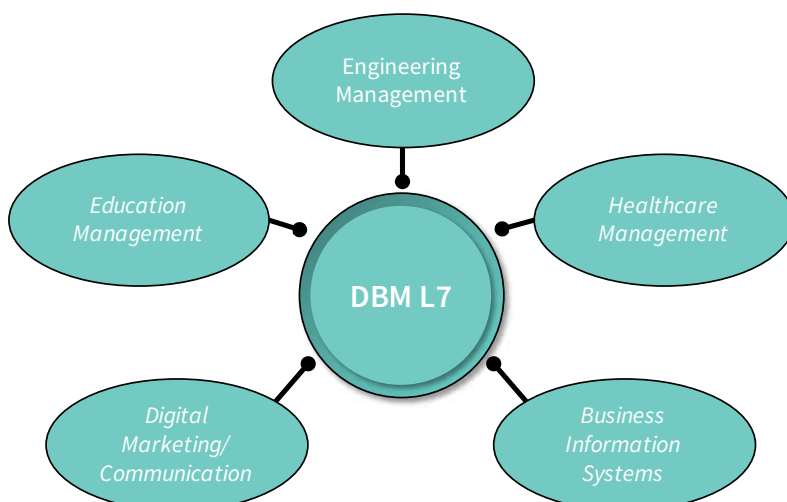 Engineering
Management
Education
Management
Healthcare
Management
DBM L7
Digital
Marketing/
Communication
Business
Information
Systems